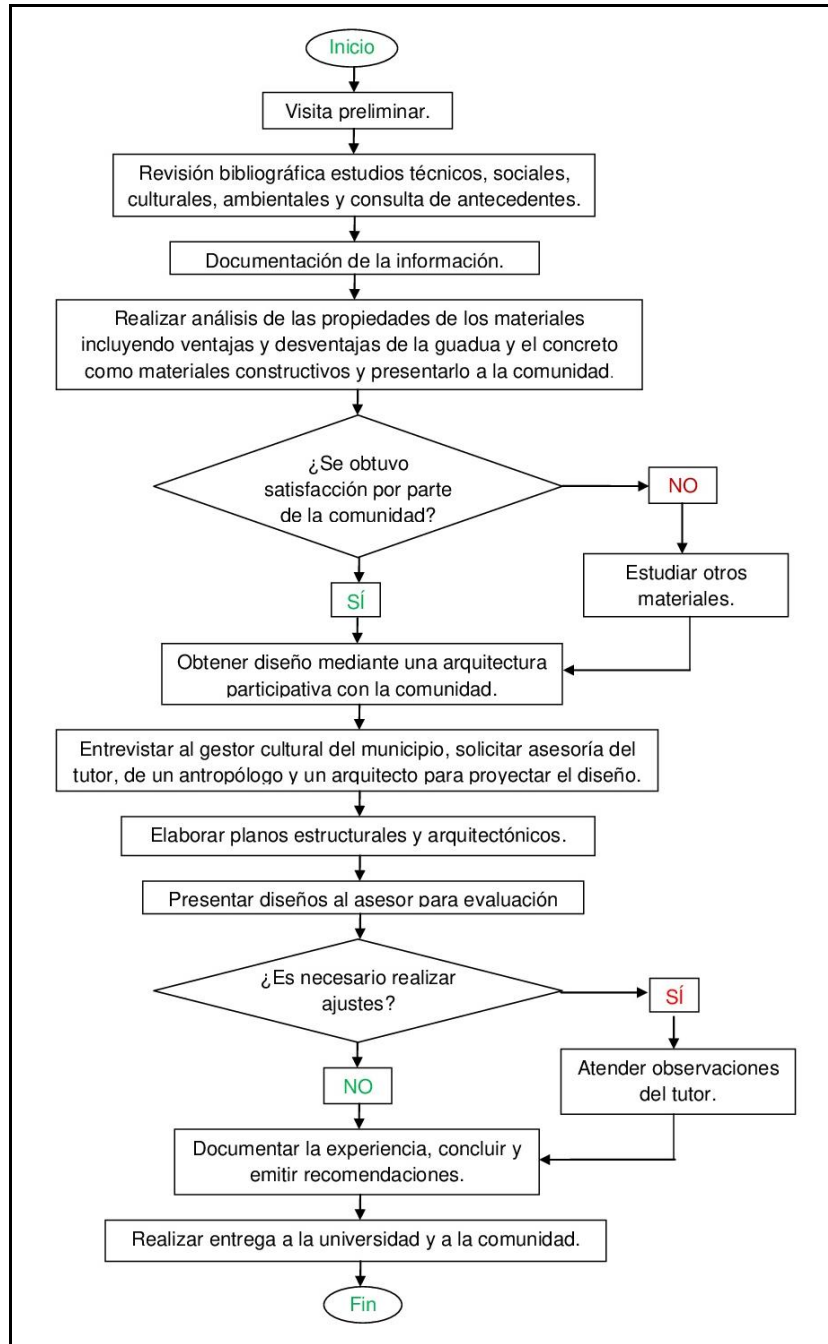 Inicio
Visita preliminar.
Revisión bibliográfica estudios técnicos, sociales,
culturales, ambientales y consulta de antecedentes.
Documentación de la información.
Realizar análisis de las propiedades de los materiales
incluyendo ventajas y desventajas de la guadua y el concreto
como materiales constructivos y presentarlo a la comunidad.
¿Se obtuvo
satisfacción por parte
de la comunidad?
NO
Estudiar otros
materiales.
SÍ
Obtener diseño mediante una arquitectura
participativa con la comunidad.
Entrevistar al gestor cultural del municipio, solicitar asesoría del
tutor, de un antropólogo y un arquitecto para proyectar el diseño.
Elaborar planos estructurales y arquitectónicos.
Presentar diseños al asesor para evaluación
¿Es necesario realizar
ajustes?
SÍ
Atender observaciones
del tutor.
NO
Documentar la experiencia, concluir y
emitir recomendaciones.
Realizar entrega a la universidad y a la comunidad.
Fin